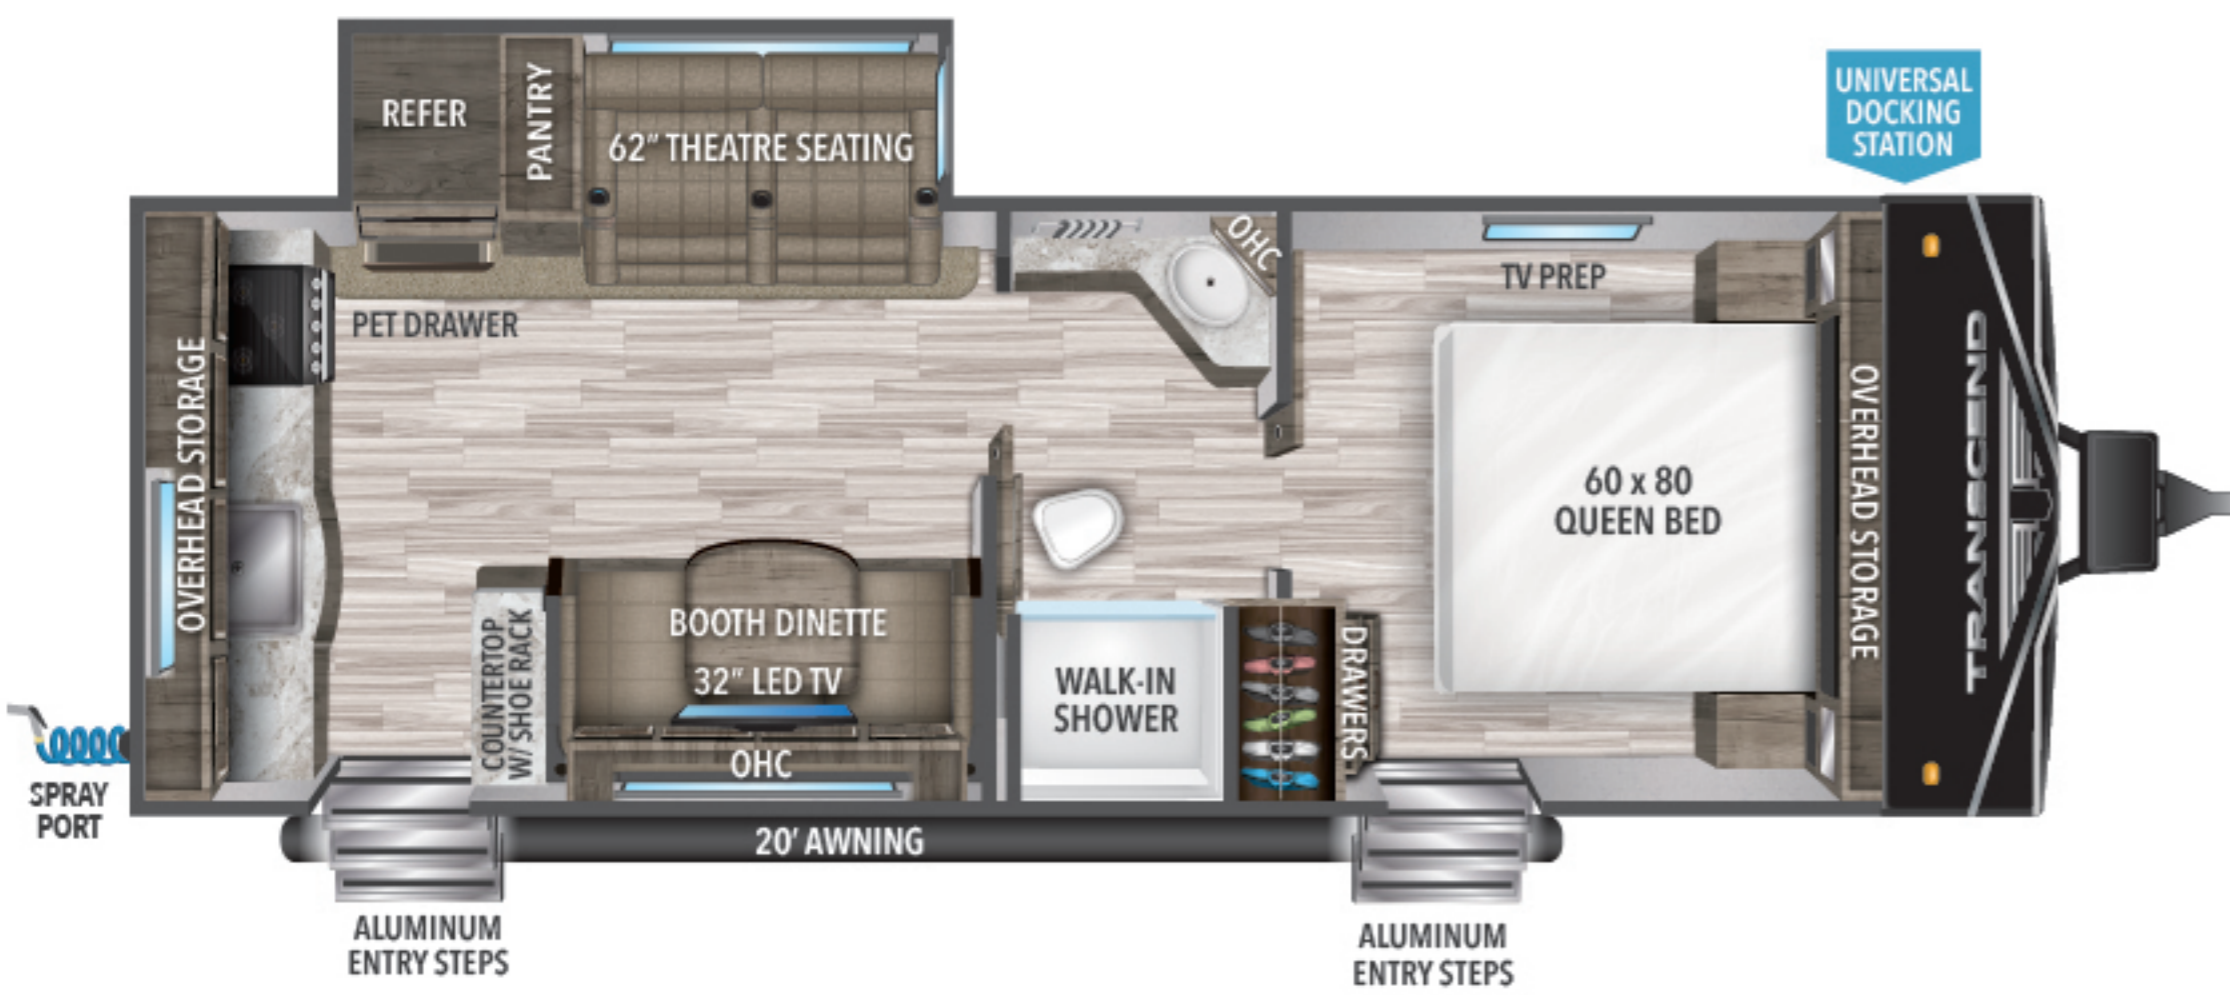 REFER
PANTRY
62" THEATRE SEATING
UNIVERSAL
DOCKING
STATION
OHC
TV PREP
PET DRAWER
OVERHEAD STORAGE
60 x 80
QUEEN BED
OVERHEAD STORAGE
TRANSCEND
BOOTH DINETTE
32" LED TV
COUNTERTOP
W/ SHOE RACK
OHC
WALK-IN
SHOWER
DRAWERS
SPRAY
PORT
20' AWNING
ALUMINUM
ENTRY STEPS
ALUMINUM
ENTRY STEPS